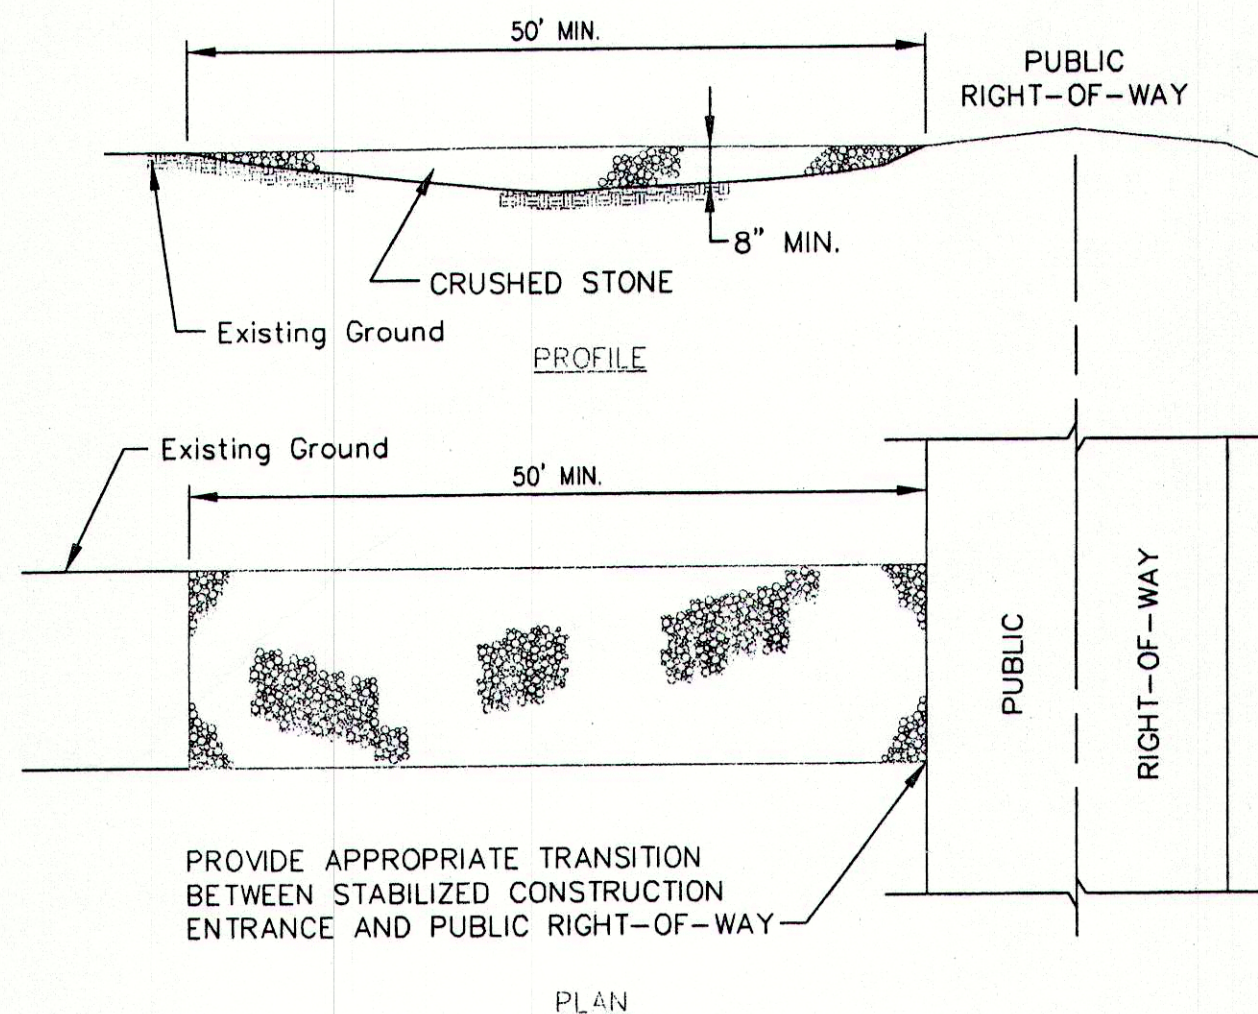 50' MIN.
PUBLIC
RIGHT-OF-WAY
8" MIN.
CRUSHED STONE
Existing Ground
PROFILE
Existing Ground
50' MIN.
PUBLIC
RIGHT-OF-WAY
PROVIDE APPROPRIATE TRANSITION
BETWEEN STABILIZED CONSTRUCTION
ENTRANCE AND PUBLIC RIGHT-OF-WAY
PLAN